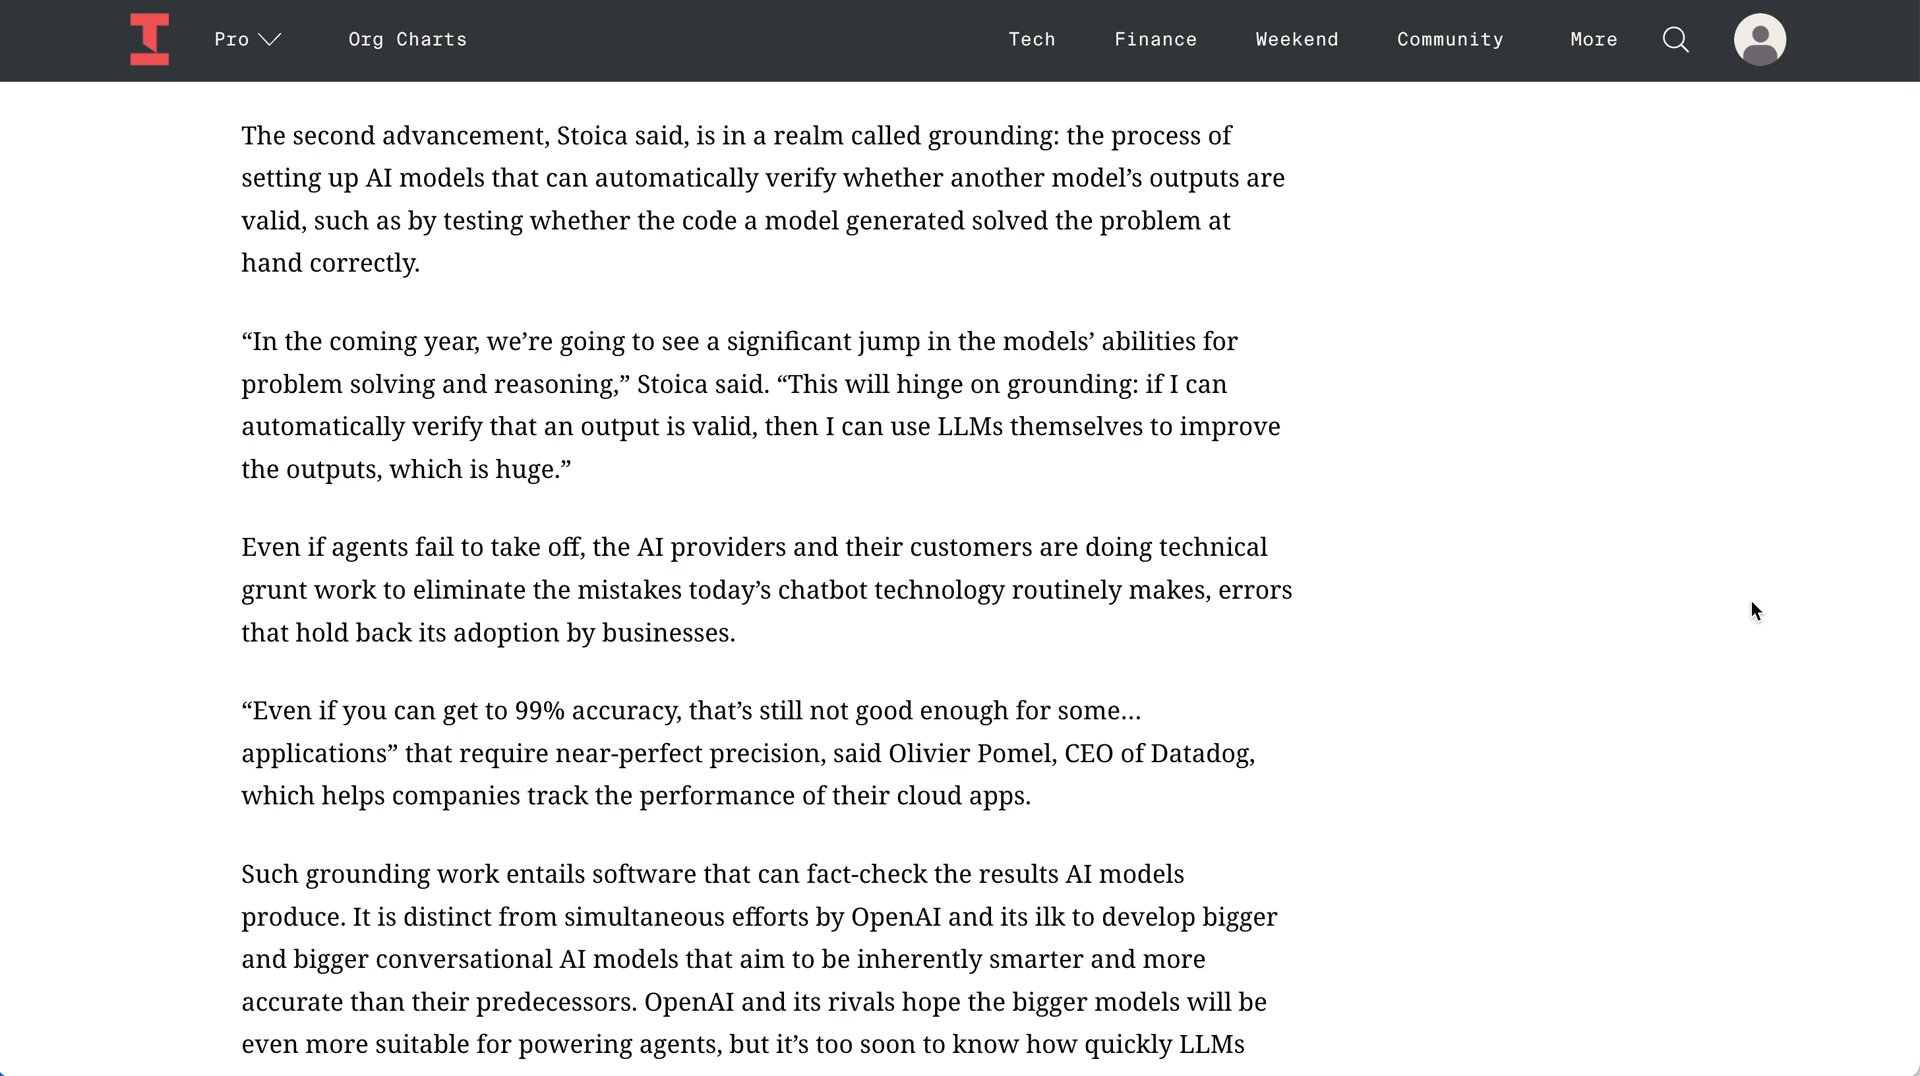 Pro
Org Charts
Tech
Finance
Weekend
Community
More
The second advancement, Stoica said, is in a realm called grounding: the process of
setting up AI models that can automatically verify whether another model’s outputs are
valid, such as by testing whether the code a model generated solved the problem at
hand correctly.
“In the coming year, we’re going to see a significant jump in the models’ abilities for
problem solving and reasoning,” Stoica said. “This will hinge on grounding: if I can
automatically verify that an output is valid, then I can use LLMs themselves to improve
the outputs, which is huge.”
Even if agents fail to take off, the AI providers and their customers are doing technical
grunt work to eliminate the mistakes today’s chatbot technology routinely makes, errors
that hold back its adoption by businesses.
“Even if you can get to 99% accuracy, that’s still not good enough for some…
applications” that require near-perfect precision, said Olivier Pomel, CEO of Datadog,
which helps companies track the performance of their cloud apps.
Such grounding work entails software that can fact-check the results AI models
produce. It is distinct from simultaneous efforts by OpenAI and its ilk to develop bigger
and bigger conversational AI models that aim to be inherently smarter and more
accurate than their predecessors. OpenAI and its rivals hope the bigger models will be
even more suitable for powering agents, but it’s too soon to know how quickly LLMs